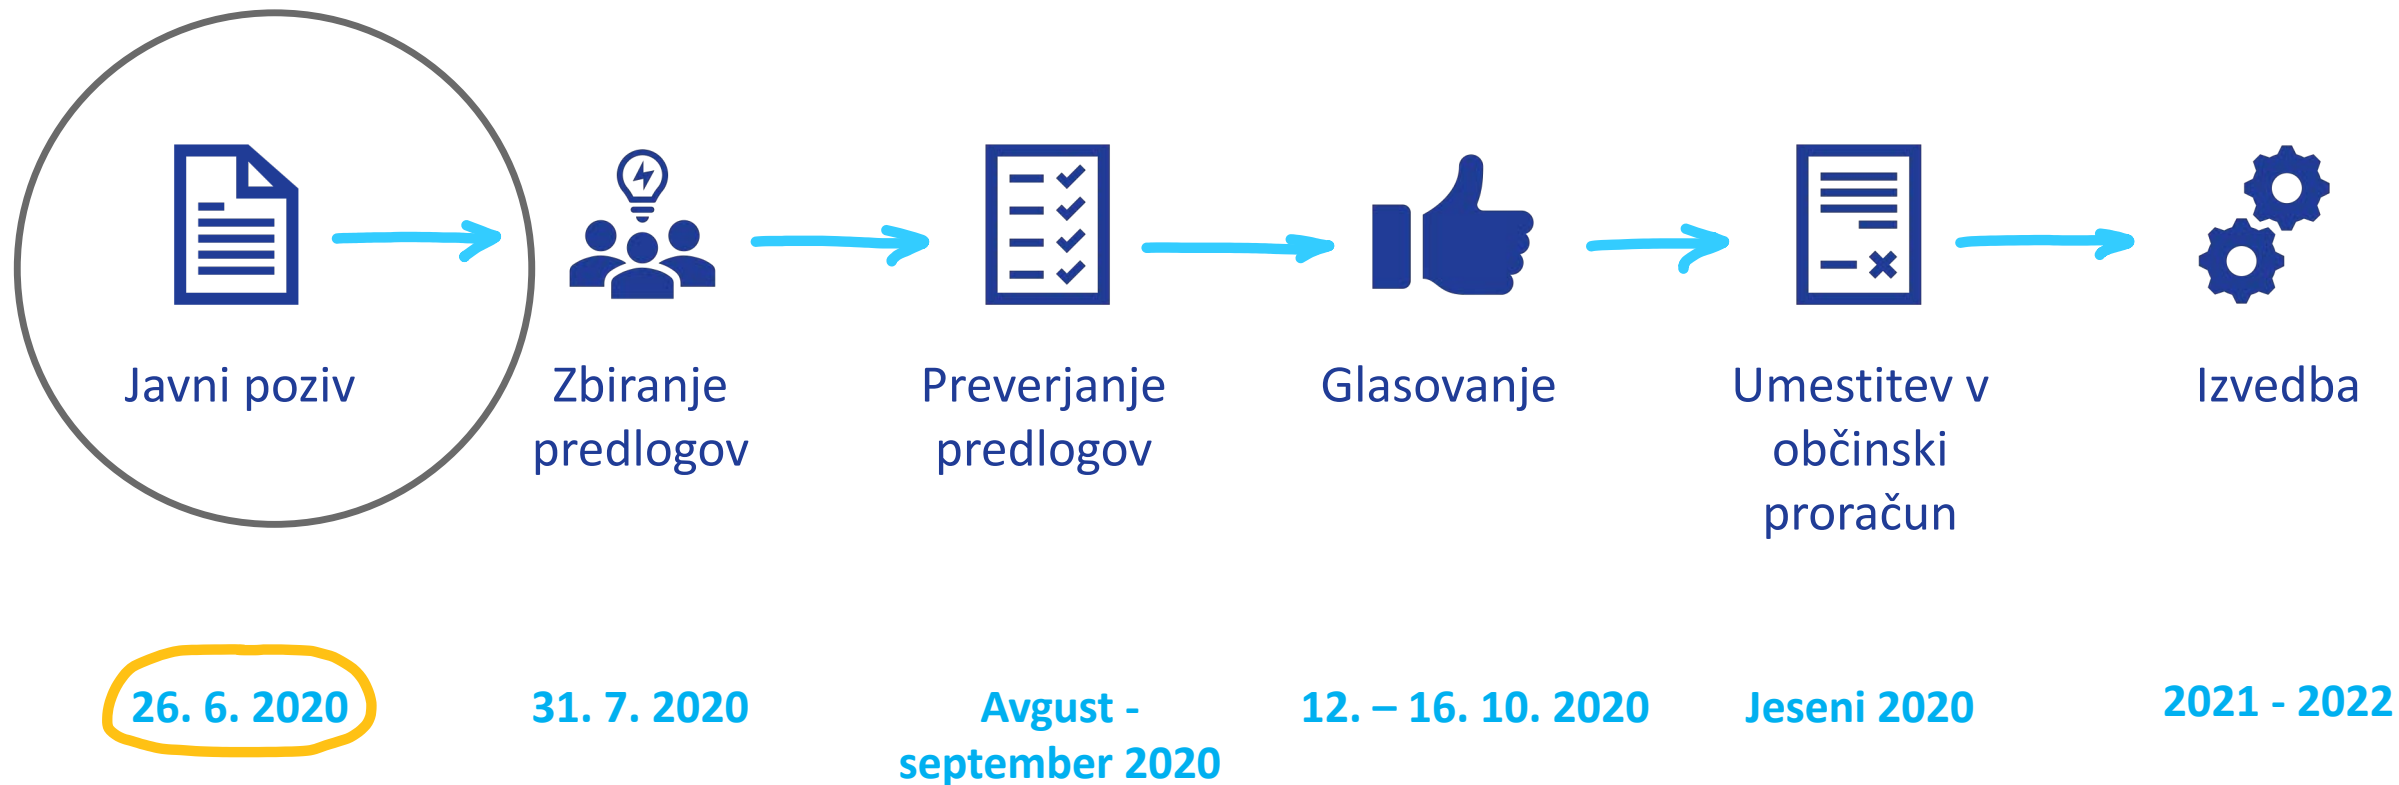 Javni poziv
Zbiranje
predlogov
Preverjanje
predlogov
Glasovanje
Umestitev v
občinski
proračun
Izvedba
26. 6. 2020
31. 7. 2020
Avgust -
september 2020
12. – 16. 10. 2020
Jeseni 2020
2021 - 2022